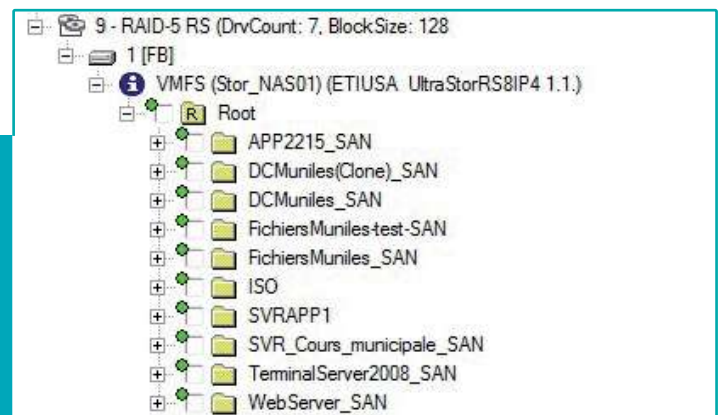 9 - RAID-5 RS (DrvCount: 7, BlockSize: 128
1 [FB]
VMFS (Stor_NAS01) (ETIUSA UltraStorRS8IP4 1.1.)
R Root
APP2215_SAN
DCMuniles(Clone)_SAN
DCMuniles_SAN
FichiersMuniles-test-SAN
FichiersMuniles_SAN
ISO
SVRAPP1
SVR_Cours_municipale_SAN
TerminalServer2008_SAN
WebServer_SAN